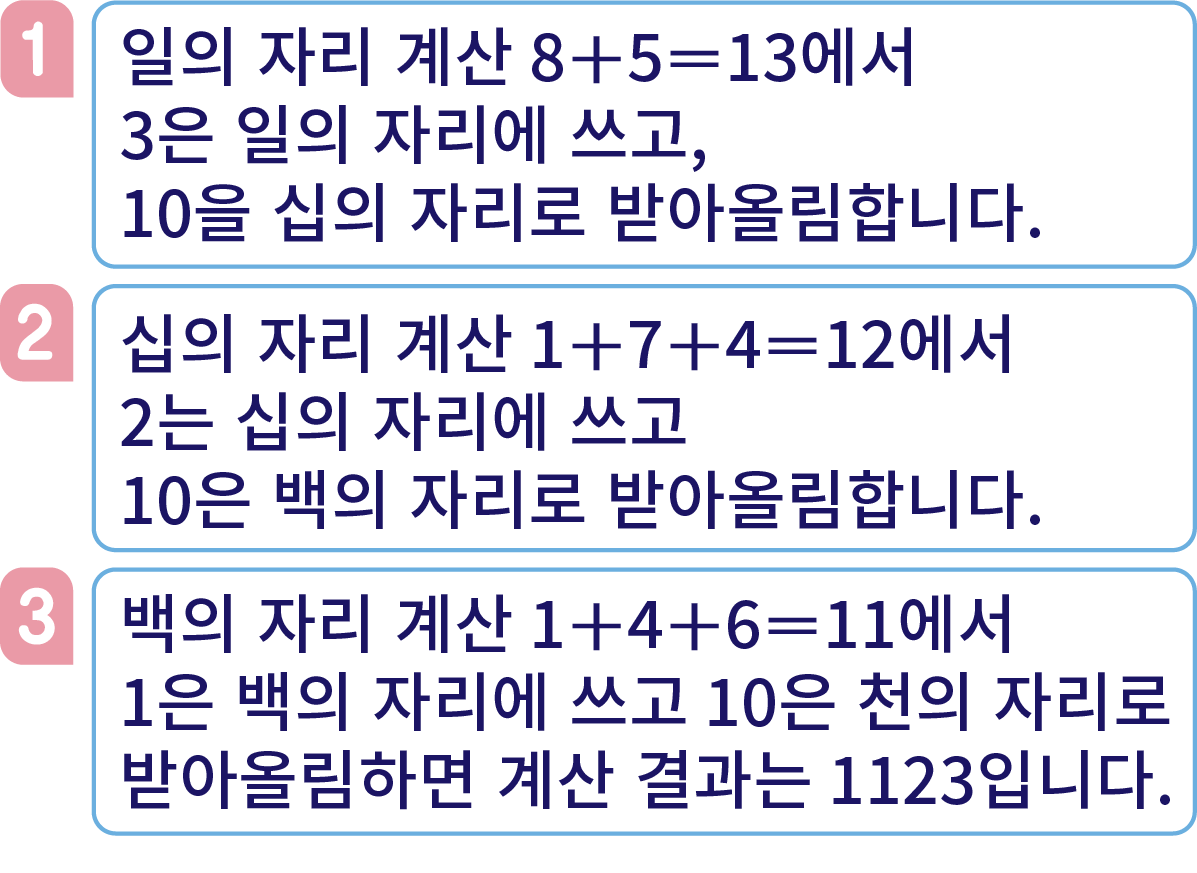 1
일의 자리 계산 8+5=13에서
3은 일의 자리에 쓰고,
10을 십의 자리로 받아올림합니다.
2
십의 자리 계산 1+7+4=12에서
2는 십의 자리에 쓰고
10은 백의 자리로 받아올림합니다.
3
백의 자리 계산 1+4+6=11에서
1은 백의 자리에 쓰고 10은 천의 자리로
받아올림하면 계산 결과는 1123입니다.